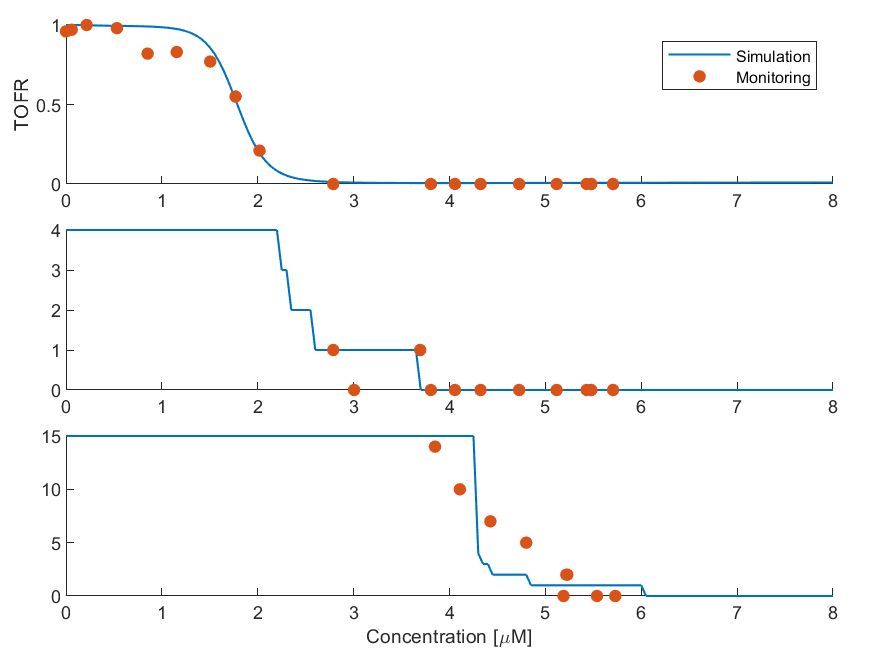 TOFR
1
0.5
0
0 1 2 3 4 5 6 7 8
Simulation
Monitoring
4
3
2
1
0
0 1 2 3 4 5 6 7 8
15
10
5
0
0 1 2 3 4 5 6 7 8
Concentration [μM]